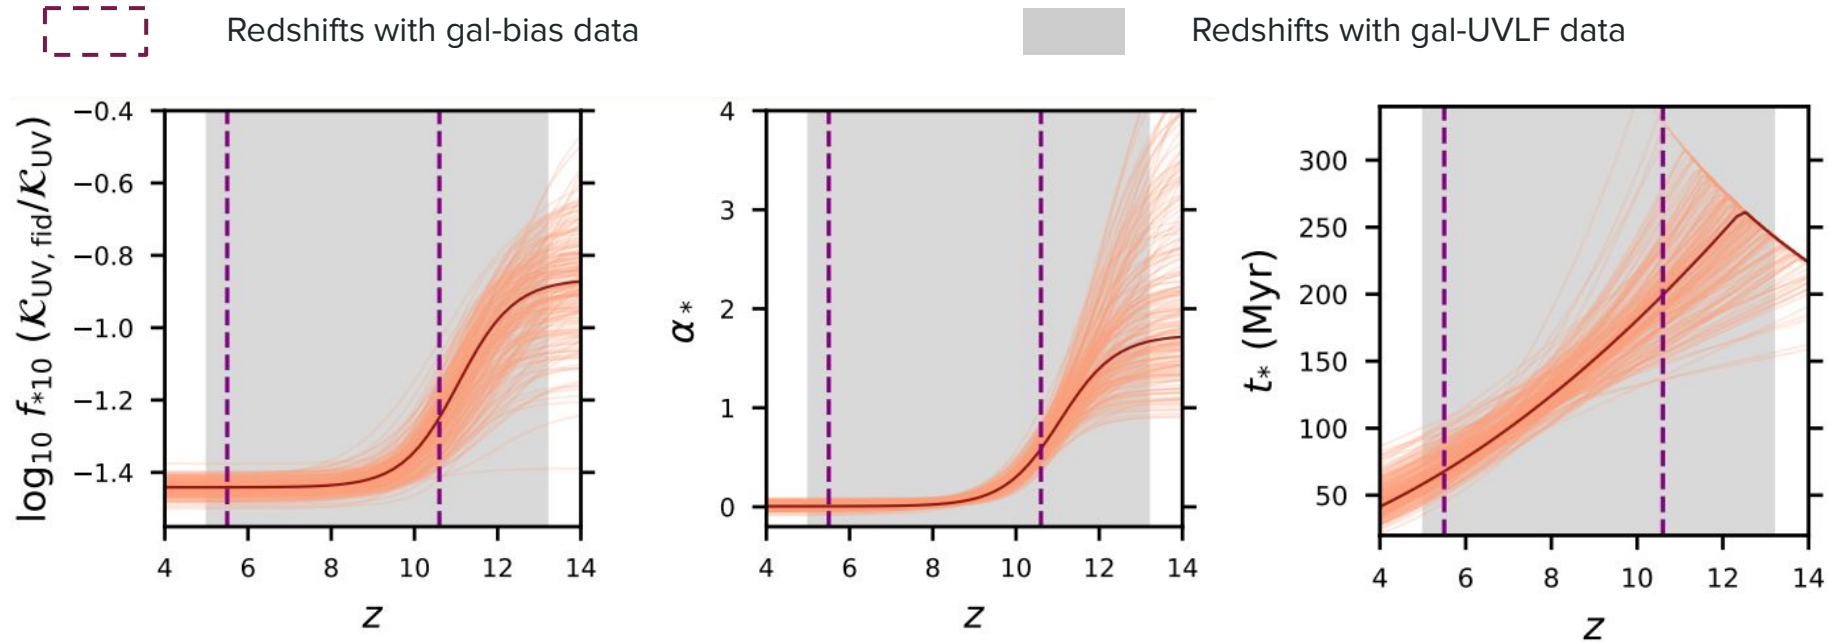 Redshifts with gal-bias data
Redshifts with gal-UVLF data
log₁₀ f∗₁₀ (𝒦_UV, fid/𝒦_UV)
−0.4
−0.6
−0.8
−1.0
−1.2
−1.4
4 6 8 10 12 14
z
α∗
4
3
2
1
0
4 6 8 10 12 14
z
t∗ (Myr)
300
250
200
150
100
50
4 6 8 10 12 14
z